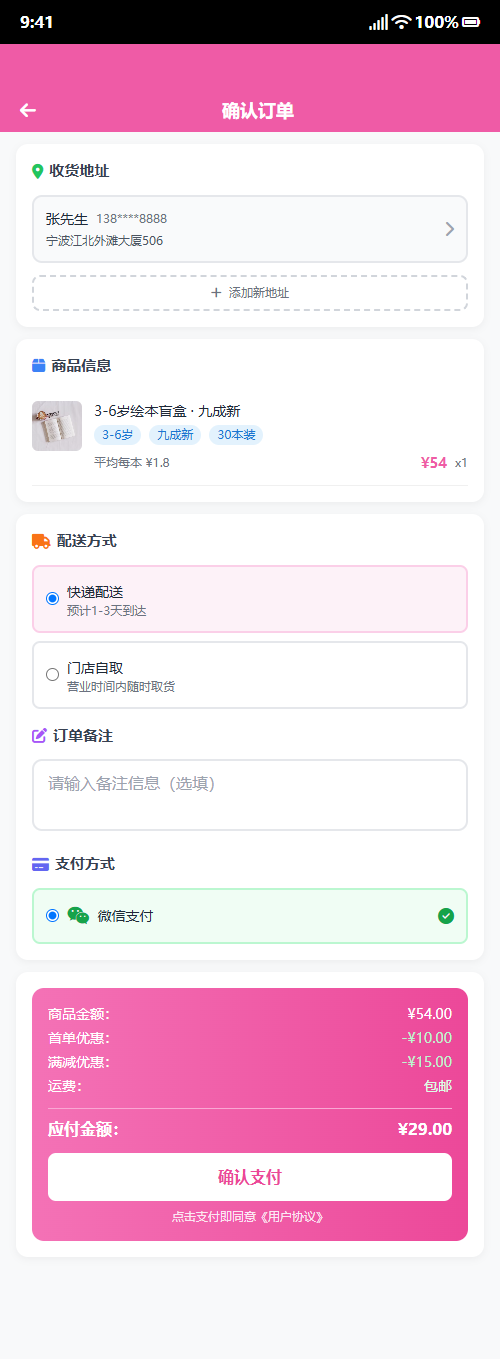 9:41
100%
确认订单
收货地址
张先生 138****8888
宁波江北外滩大厦506
+ 添加新地址
商品信息
3-6岁绘本盲盒 · 九成新
3-6岁 九成新 30本装
平均每本 ¥1.8 ¥54 x1
配送方式
快递配送
预计1-3天到达
门店自取
营业时间内随时取货
订单备注
请输入备注信息（选填）
支付方式
微信支付
商品金额： ¥54.00
首单优惠： -¥10.00
满减优惠： -¥15.00
运费： 包邮
应付金额： ¥29.00
确认支付
点击支付即同意《用户协议》